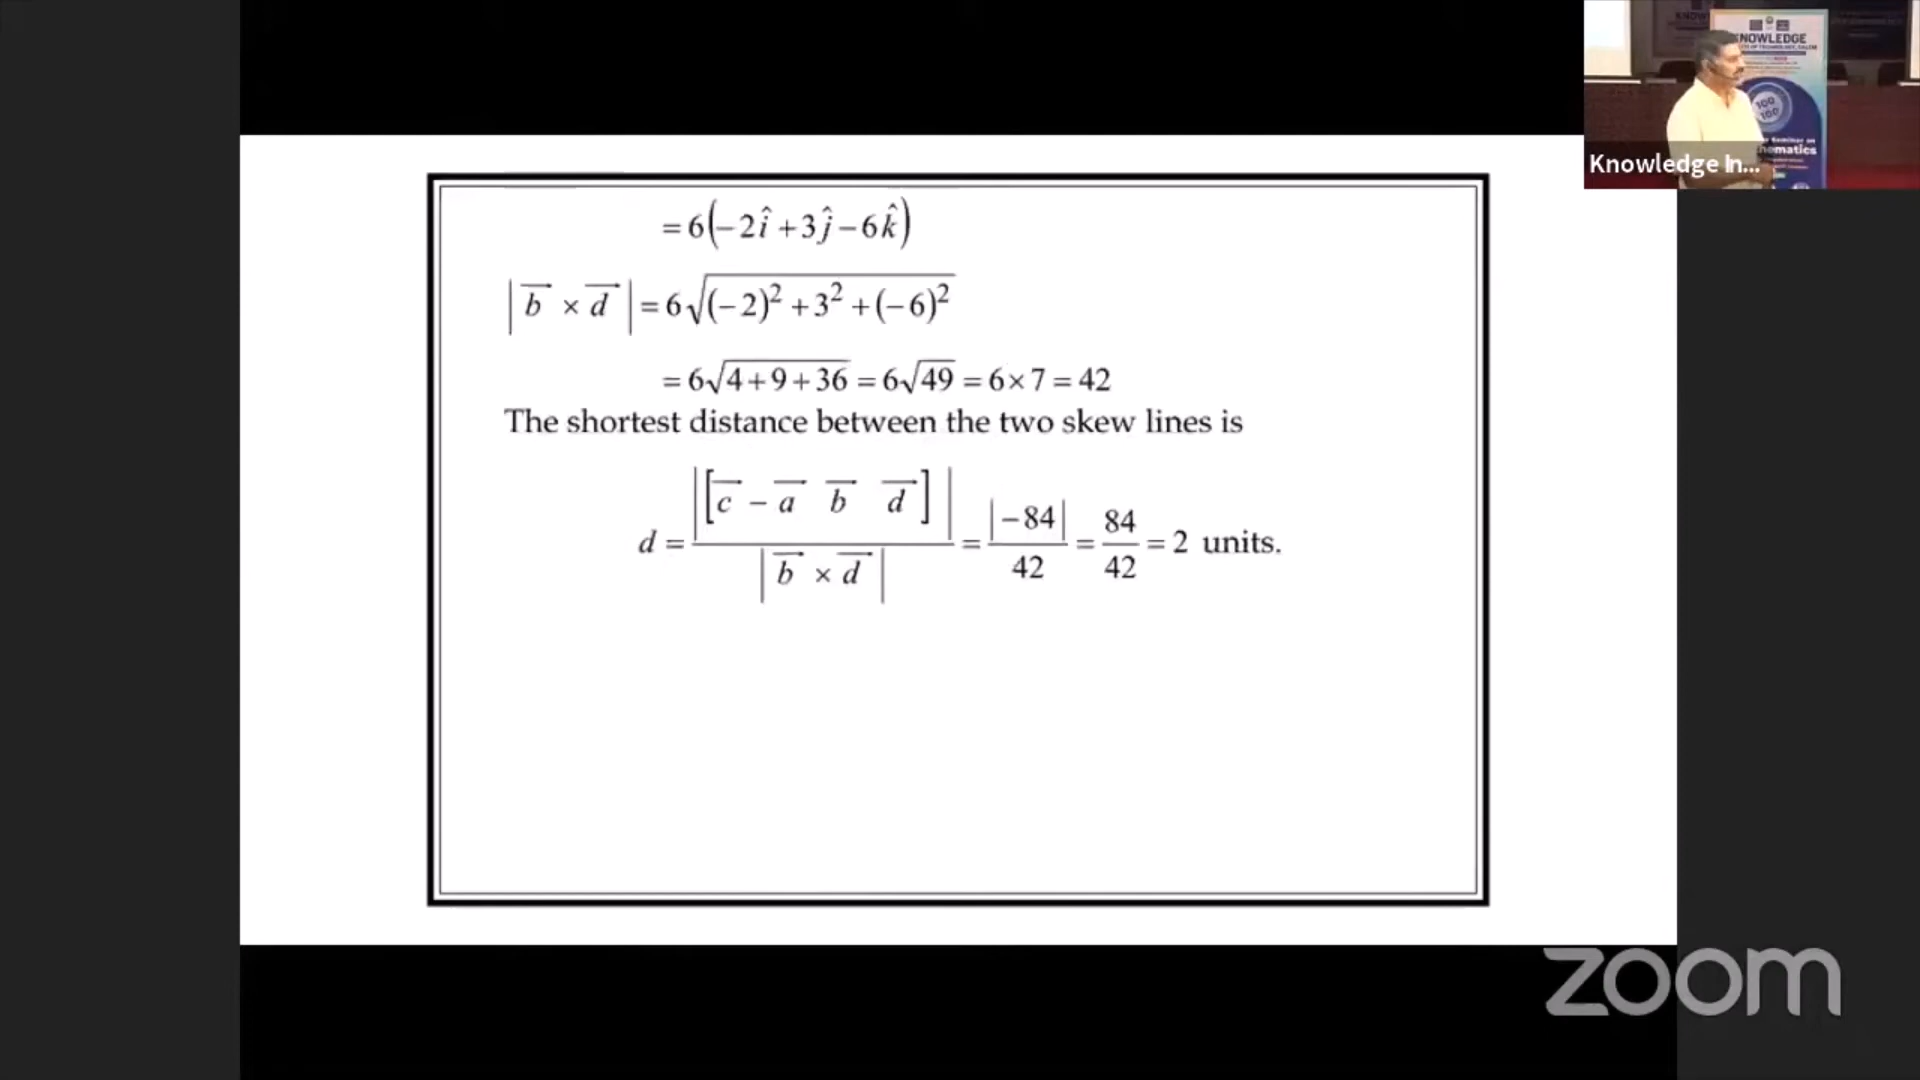 = 6(−2î + 3ĵ − 6k̂)
|b⃗ × d⃗| = 6√((−2)² + 3² + (−6)²)
= 6√(4 + 9 + 36) = 6√49 = 6 × 7 = 42
The shortest distance between the two skew lines is
d = |[c⃗ − a⃗ b⃗ d⃗]| / |b⃗ × d⃗| = |−84| / 42 = 84 / 42 = 2 units.
KNOWLEDGE
100
100
Seminar on
Knowledge In...
zoom